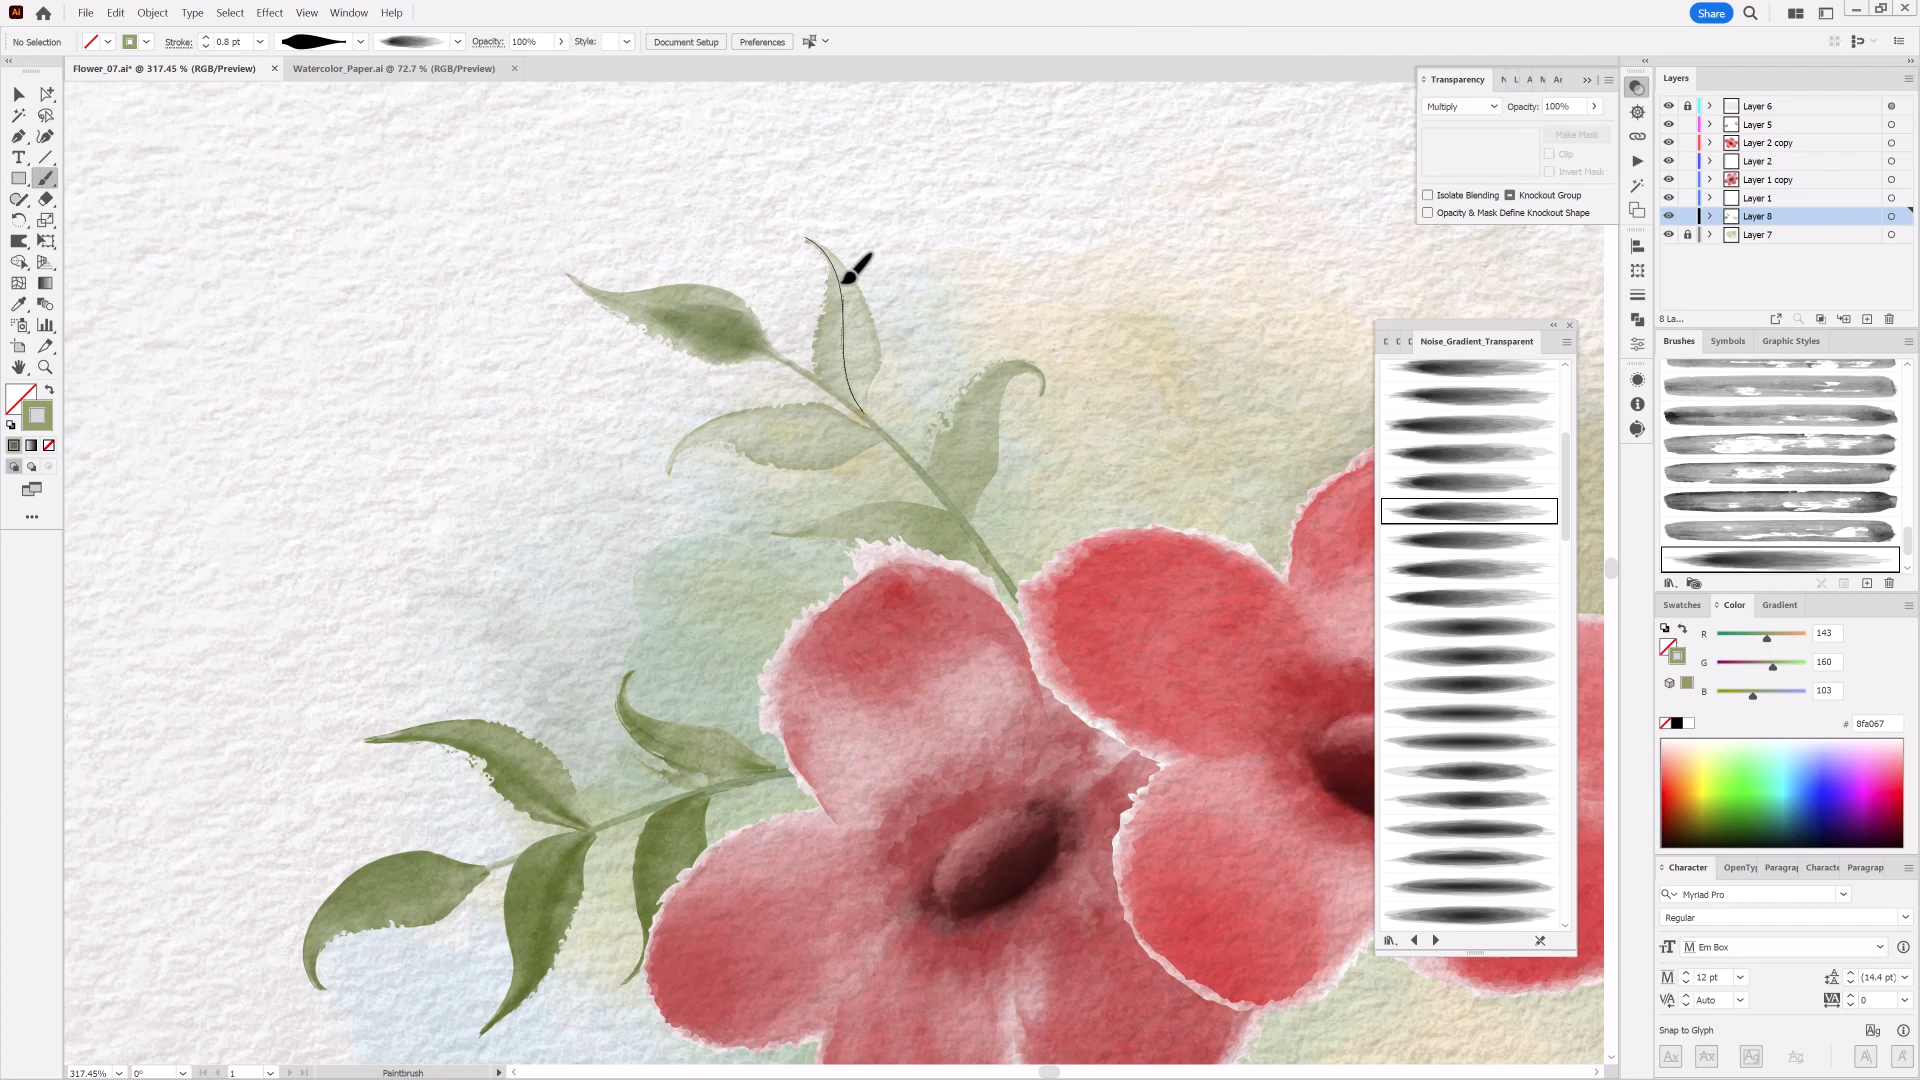 Ai File Edit Object Type Select Effect View Window Help Share
No Selection Stroke: 0.8 pt Opacity: 100% Style: Document Setup Preferences
Flower_07.ai* @ 317.45 % (RGB/Preview) Watercolor_Paper.ai @ 72.7 % (RGB/Preview)
Transparency
Multiply Opacity: 100%
Make Mask
Clip
Invert Mask
Isolate Blending Knockout Group
Opacity & Mask Define Knockout Shape
Layers
Layer 6
Layer 5
Layer 2 copy
Layer 2
Layer 1 copy
Layer 1
Layer 8
Layer 7
8 La...
Noise_Gradient_Transparent
Brushes Symbols Graphic Styles
Swatches Color Gradient
R 143
G 160
B 103
# 8fa067
Character OpenTy Paragra Characte Paragrap
Myriad Pro
Regular
Em Box
12 pt (14.4 pt)
Auto 0
Snap to Glyph
317.45% 0° 1 Paintbrush